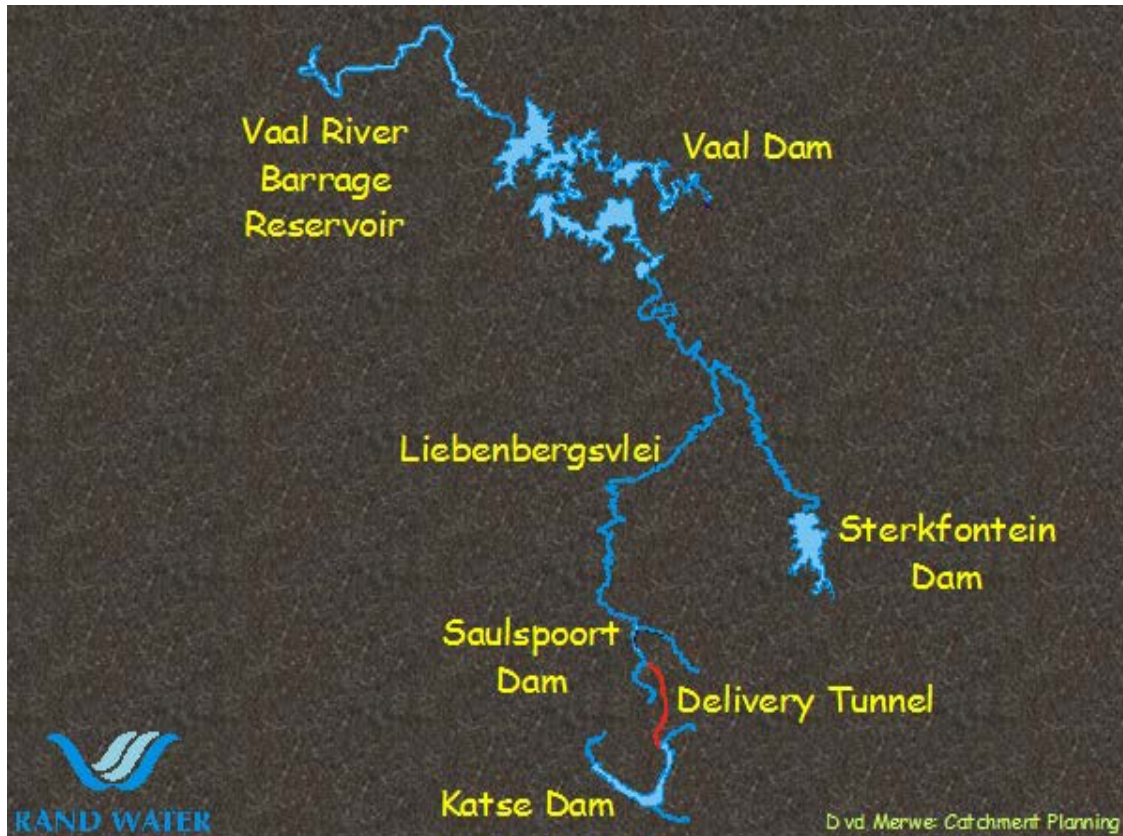 Vaal River
Barrage
Reservoir
Vaal Dam
Liebenbergsvlei
Sterkfontein
Dam
Saulspoort
Dam
Delivery Tunnel
Katse Dam
RAND WATER
D vd Merwe: Catchment Planning